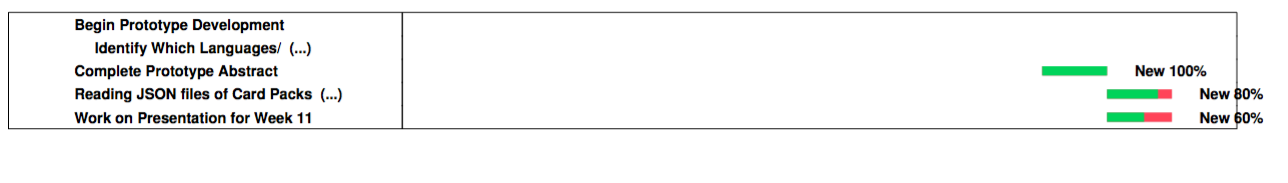 Begin Prototype Development
Identify Which Languages/ (...)
Complete Prototype Abstract New 100%
Reading JSON files of Card Packs (...) New 80%
Work on Presentation for Week 11 New 60%